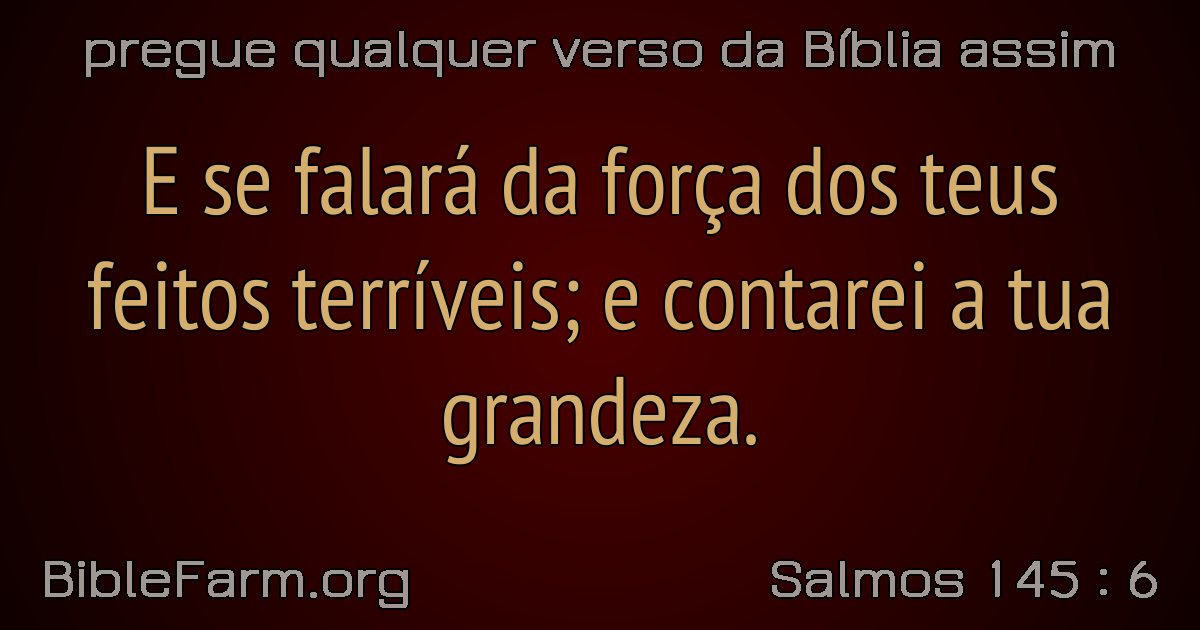 pregue qualquer verso da Bíblia assim
E se falará da força dos teus
feitos terríveis; e contarei a tua
grandeza.
BibleFarm.org
Salmos 145 : 6